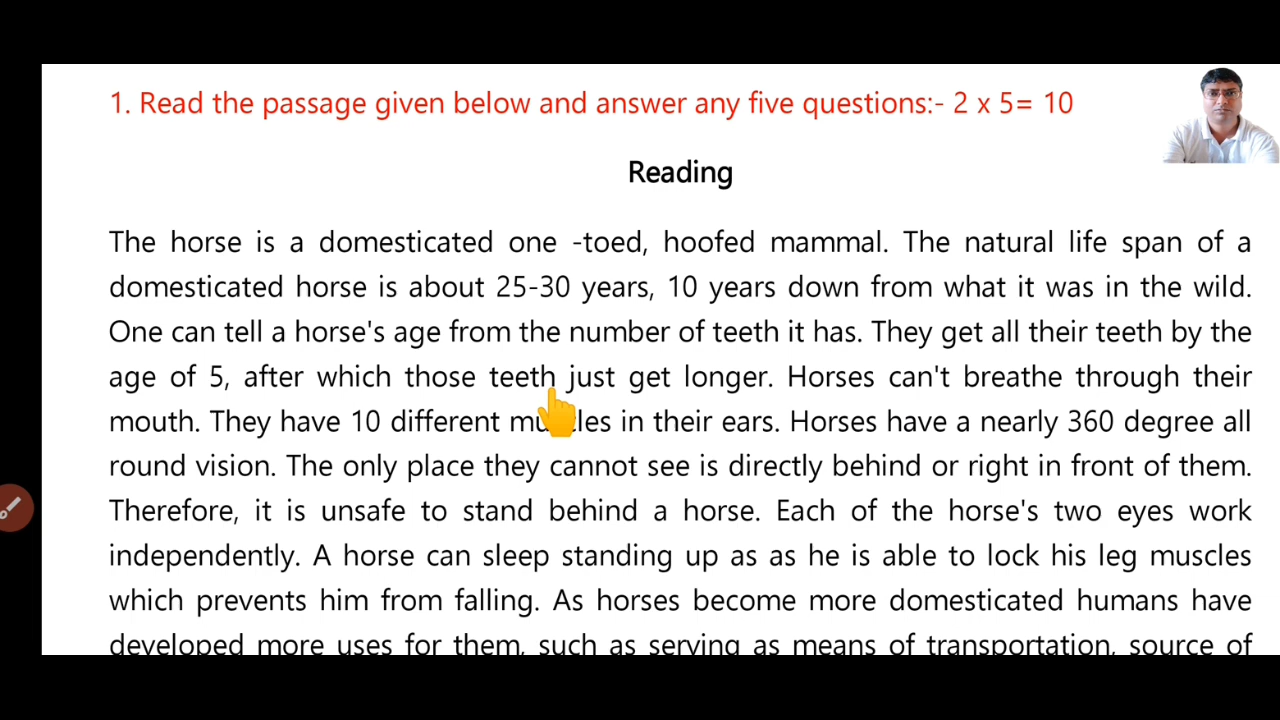 1. Read the passage given below and answer any five questions:- 2 x 5= 10
Reading
The horse is a domesticated one -toed, hoofed mammal. The natural life span of a
domesticated horse is about 25-30 years, 10 years down from what it was in the wild.
One can tell a horse's age from the number of teeth it has. They get all their teeth by the
age of 5, after which those teeth just get longer. Horses can't breathe through their
mouth. They have 10 different muscles in their ears. Horses have a nearly 360 degree all
round vision. The only place they cannot see is directly behind or right in front of them.
Therefore, it is unsafe to stand behind a horse. Each of the horse's two eyes work
independently. A horse can sleep standing up as as he is able to lock his leg muscles
which prevents him from falling. As horses become more domesticated humans have
developed more uses for them, such as serving as means of transportation, source of